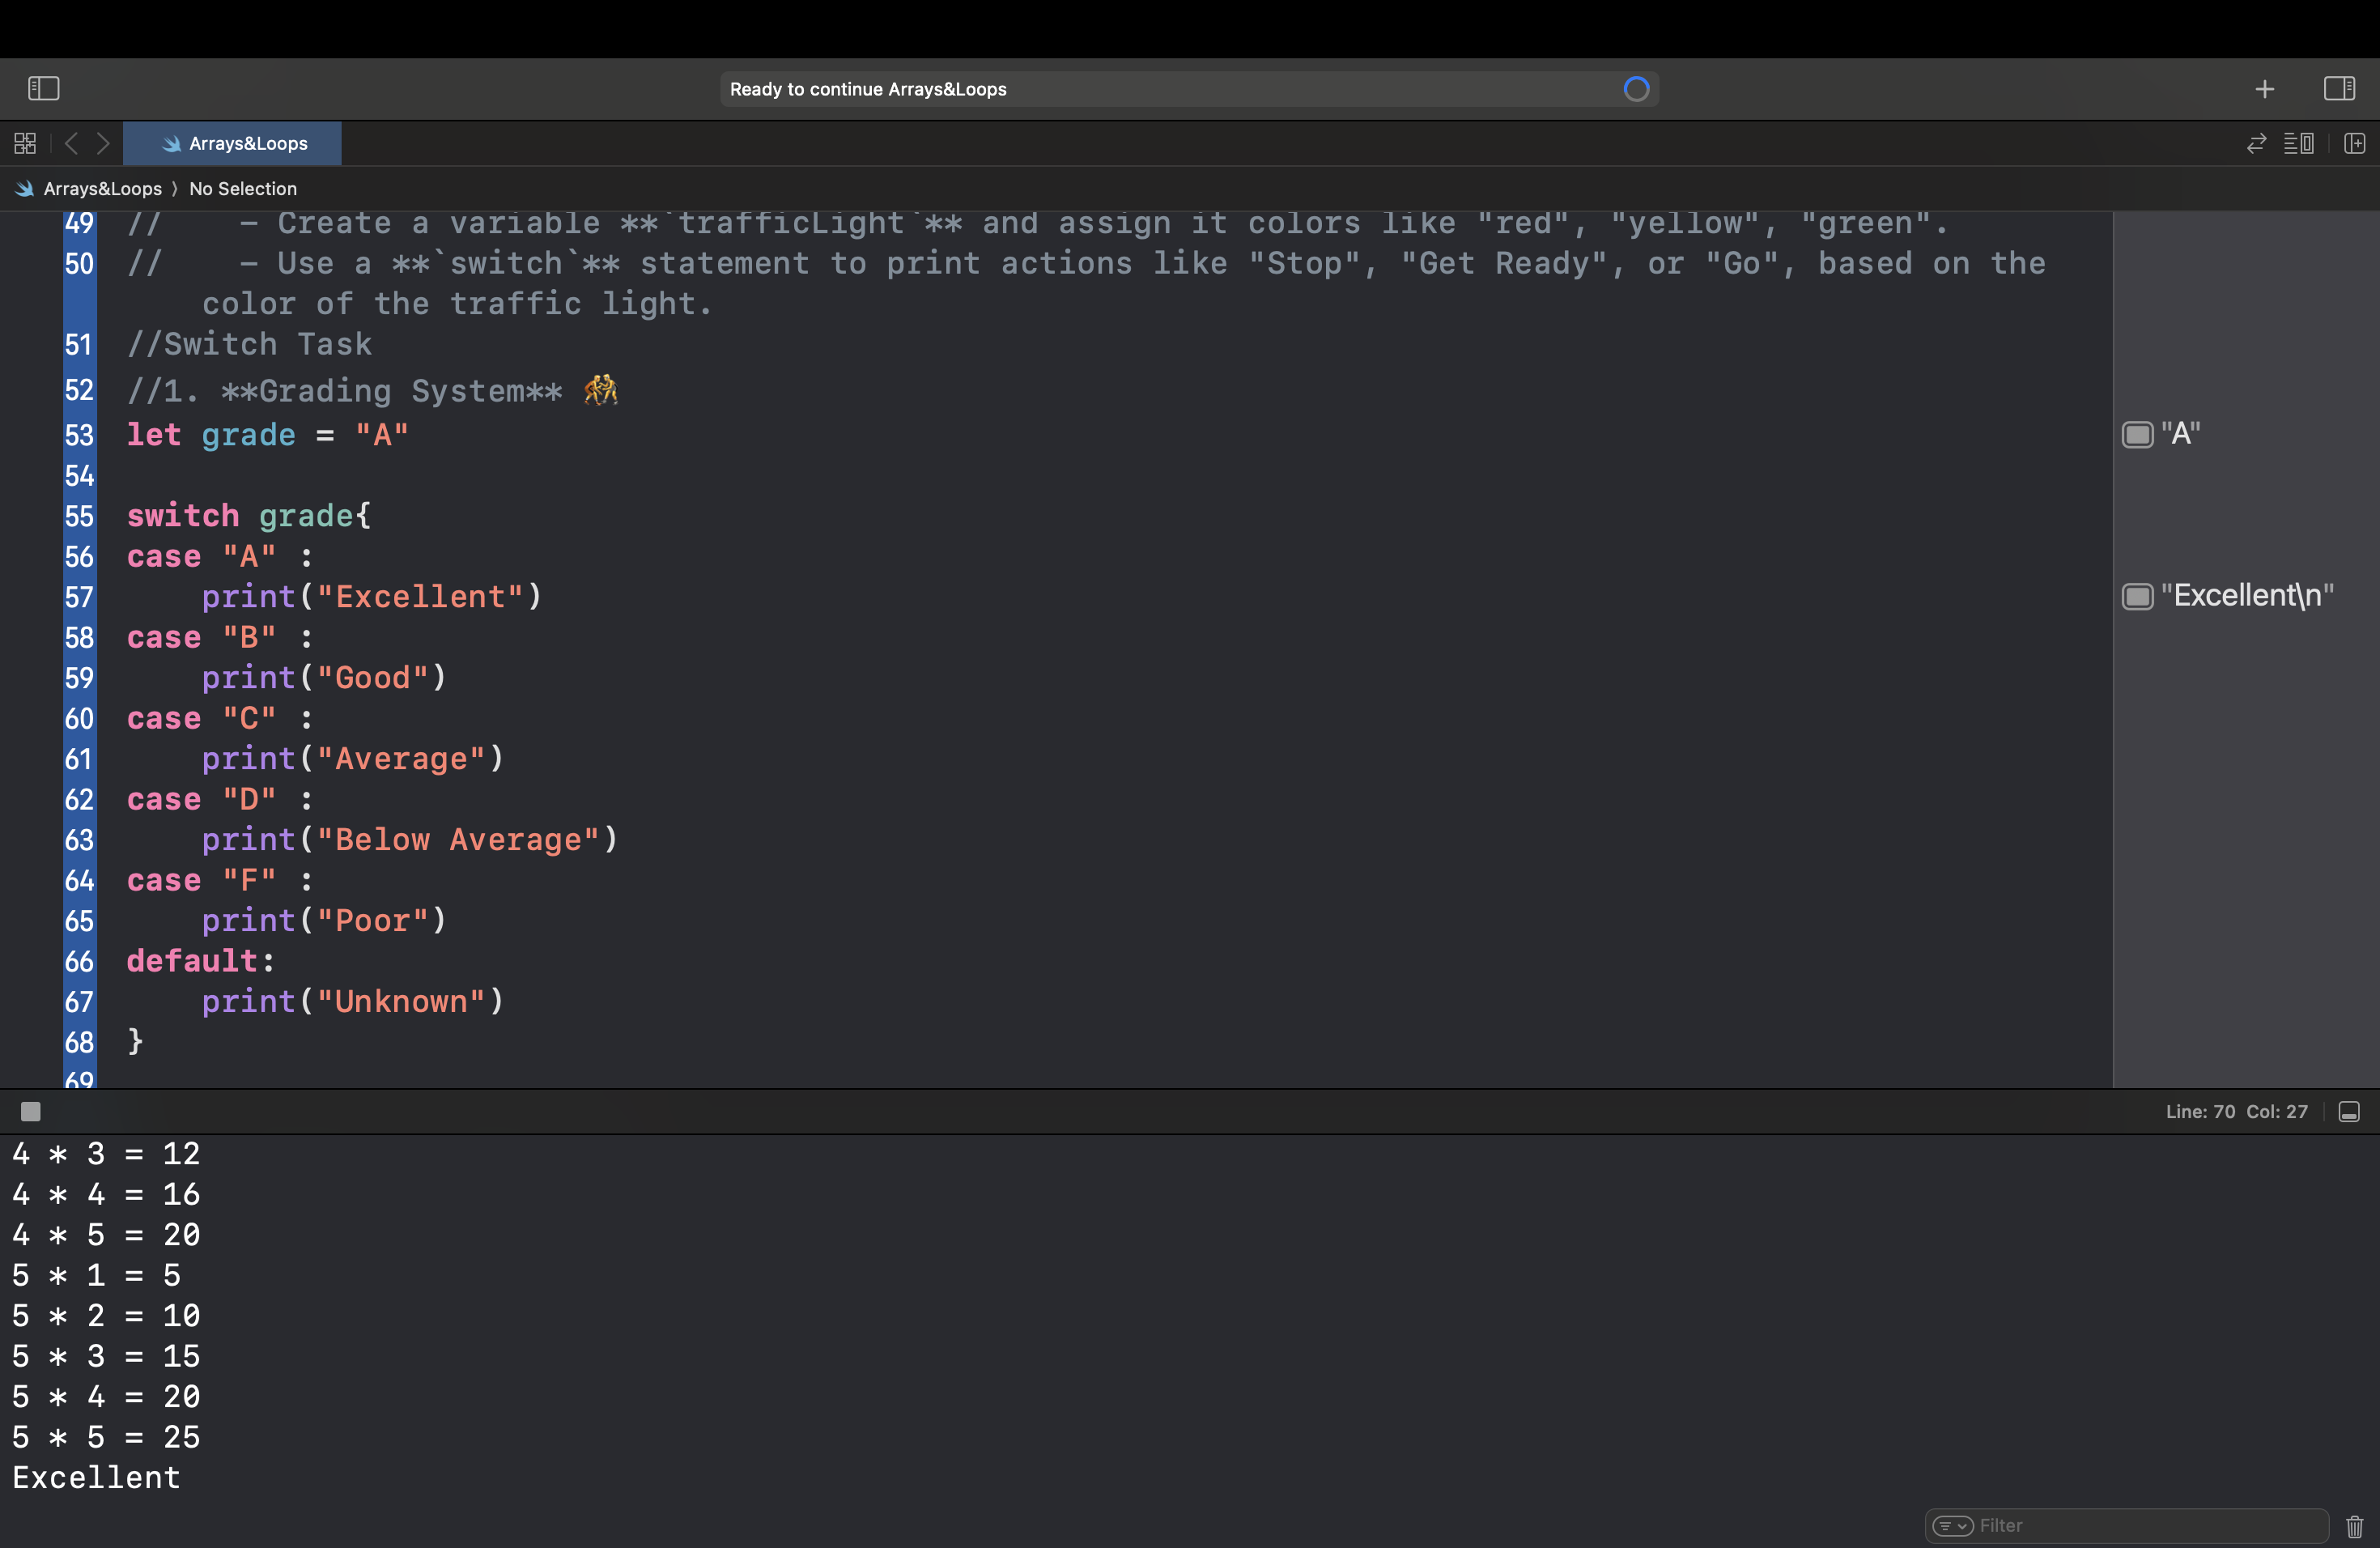 Ready to continue Arrays&Loops
Arrays&Loops
Arrays&Loops 〉 No Selection
49 //    - Create a variable **`trafficLight`** and assign it colors like "red", "yellow", "green".
50 //    - Use a **`switch`** statement to print actions like "Stop", "Get Ready", or "Go", based on the
color of the traffic light.
51 //Switch Task
52 //1. **Grading System** 🤼
53 let grade = "A"
"A"
54
55 switch grade{
56 case "A" :
57     print("Excellent")
"Excellent\n"
58 case "B" :
59     print("Good")
60 case "C" :
61     print("Average")
62 case "D" :
63     print("Below Average")
64 case "F" :
65     print("Poor")
66 default:
67     print("Unknown")
68 }
69
Line: 70 Col: 27
4 * 3 = 12
4 * 4 = 16
4 * 5 = 20
5 * 1 = 5
5 * 2 = 10
5 * 3 = 15
5 * 4 = 20
5 * 5 = 25
Excellent
Filter